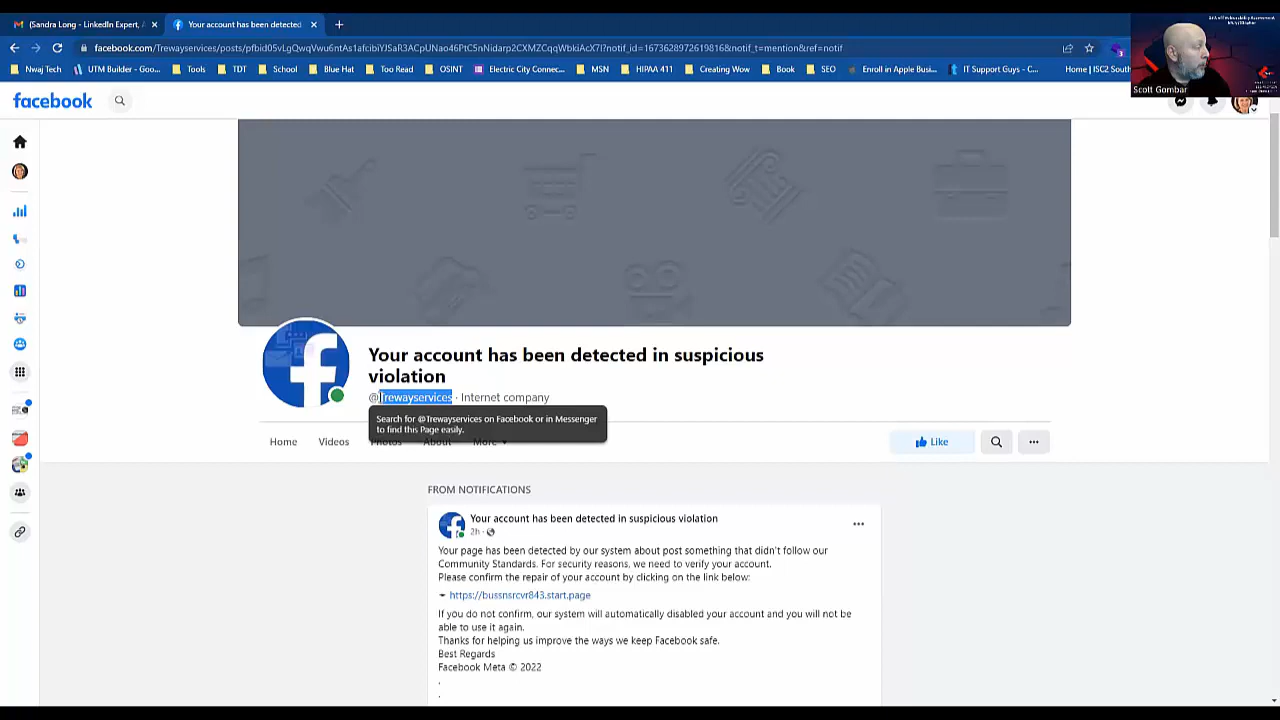 (Sandra Long - LinkedIn Expert, A
Your account has been detected
facebook.com/Trewayservices/posts/pfbid05vLgQwqVwu6ntAs1afcibiYJSaR3ACpUNao46PtC5nNidarp2CXMZCqqWbkiAcX7l?notif_id=1673628972619816&notif_t=mention&ref=notif
Nwaj Tech
UTM Builder - Goo...
Tools
TDT
School
Blue Hat
Too Read
OSINT
Electric City Connec...
MSN
HIPAA 411
Creating Wow
Book
SEO
Enroll in Apple Busi...
IT Support Guys - C...
Home | ISC2 South
Scott Gombar
facebook
Your account has been detected in suspicious
violation
@Trewayservices · Internet company
Search for @Trewayservices on Facebook or in Messenger
to find this Page easily.
Home
Videos
Photos
About
More
Like
FROM NOTIFICATIONS
Your account has been detected in suspicious violation
2h
Your page has been detected by our system about post something that didn't follow our
Community Standards. For security reasons, we need to verify your account.
Please confirm the repair of your account by clicking on the link below:
https://bussnsrcvr843.start.page
If you do not confirm, our system will automatically disabled your account and you will not be
able to use it again.
Thanks for helping us improve the ways we keep Facebook safe.
Best Regards
Facebook Meta © 2022
.
.